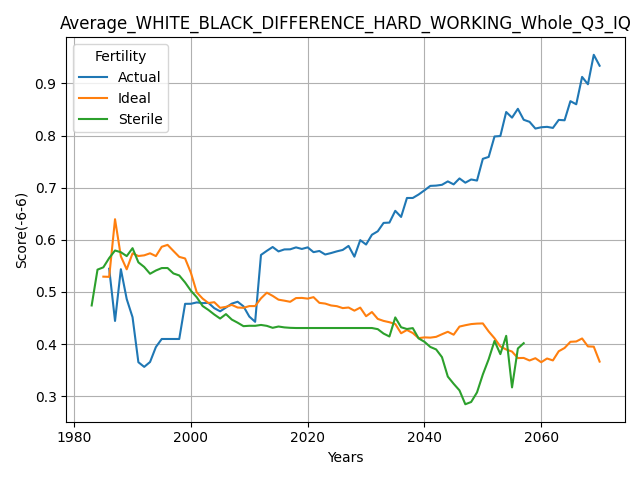 Average_WHITE_BLACK_DIFFERENCE_HARD_WORKING_Whole_Q3_IQ
Fertility
Actual
Ideal
Sterile
Score(-6-6)
0.9
0.8
0.7
0.6
0.5
0.4
0.3
1980 2000 2020 2040 2060
Years